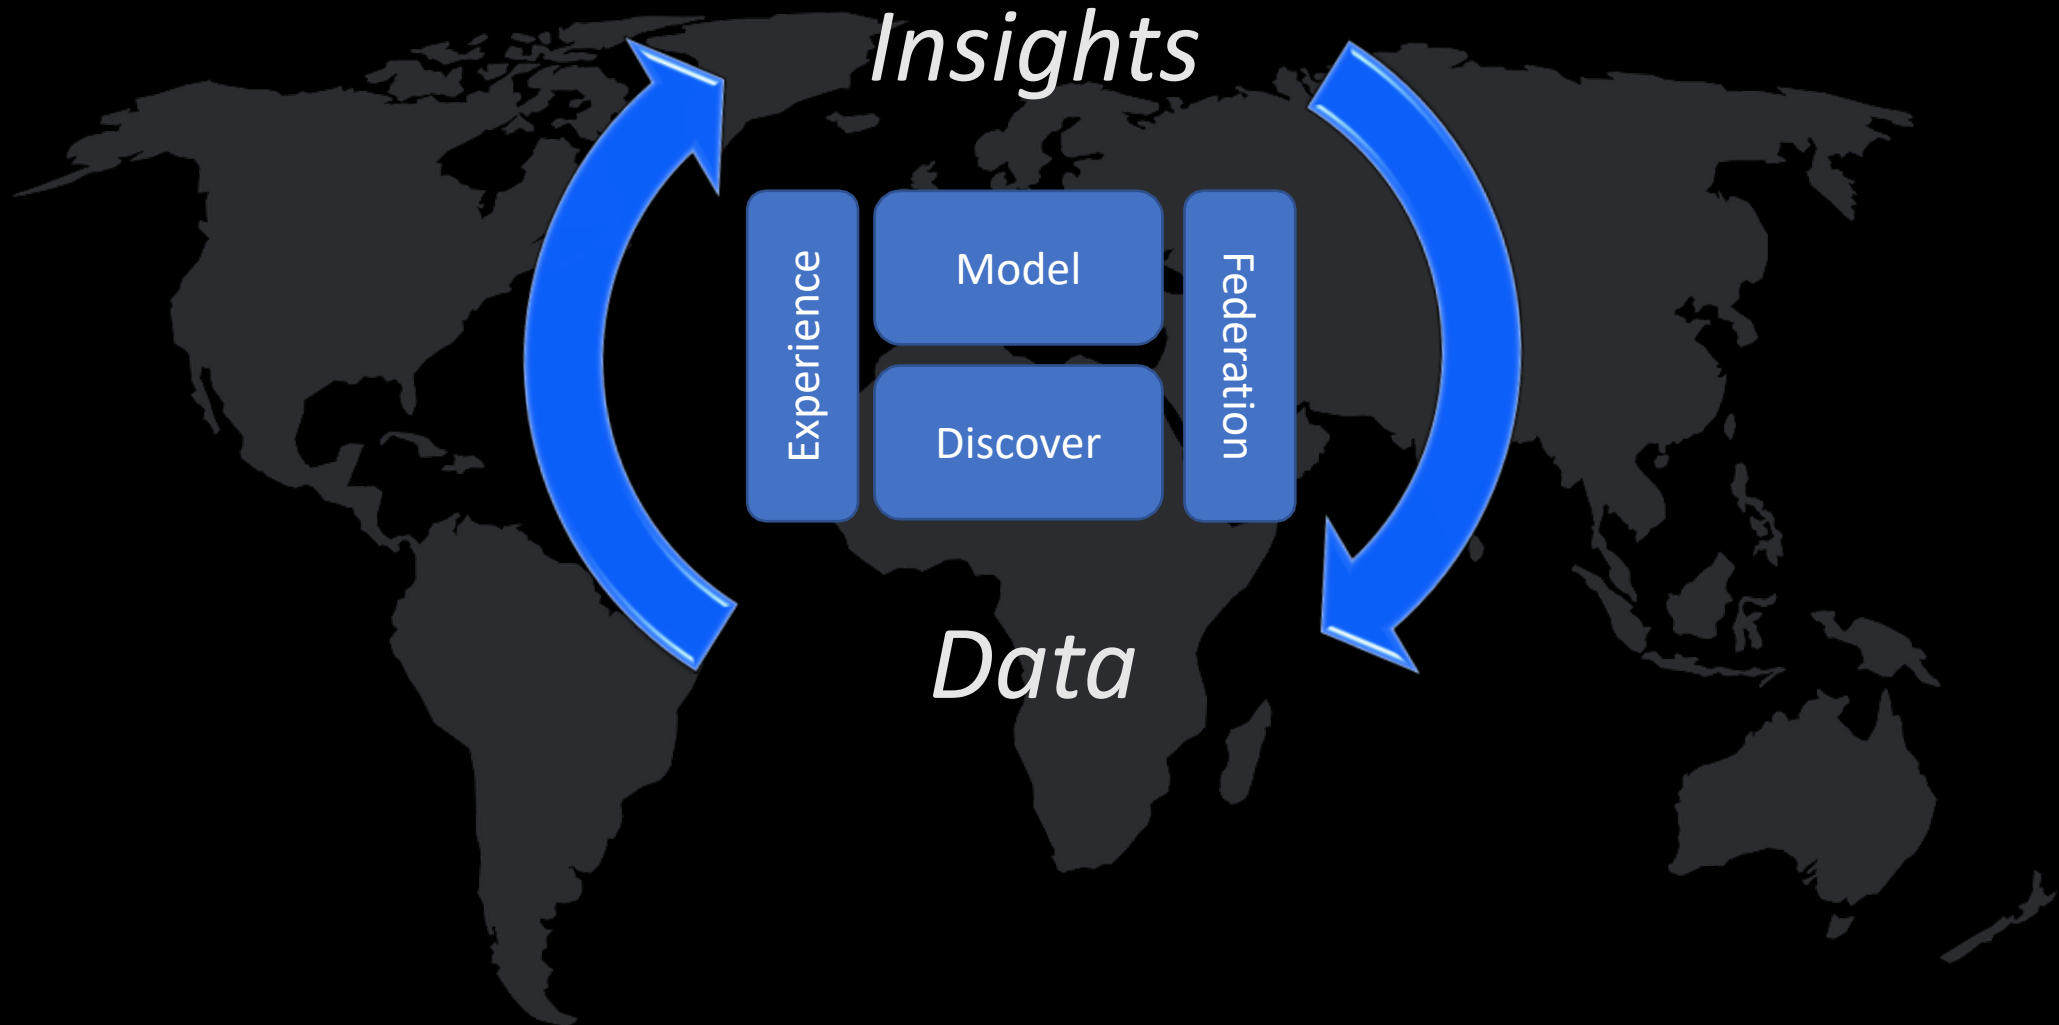 Insights
Experience
Model
Federation
Discover
Data